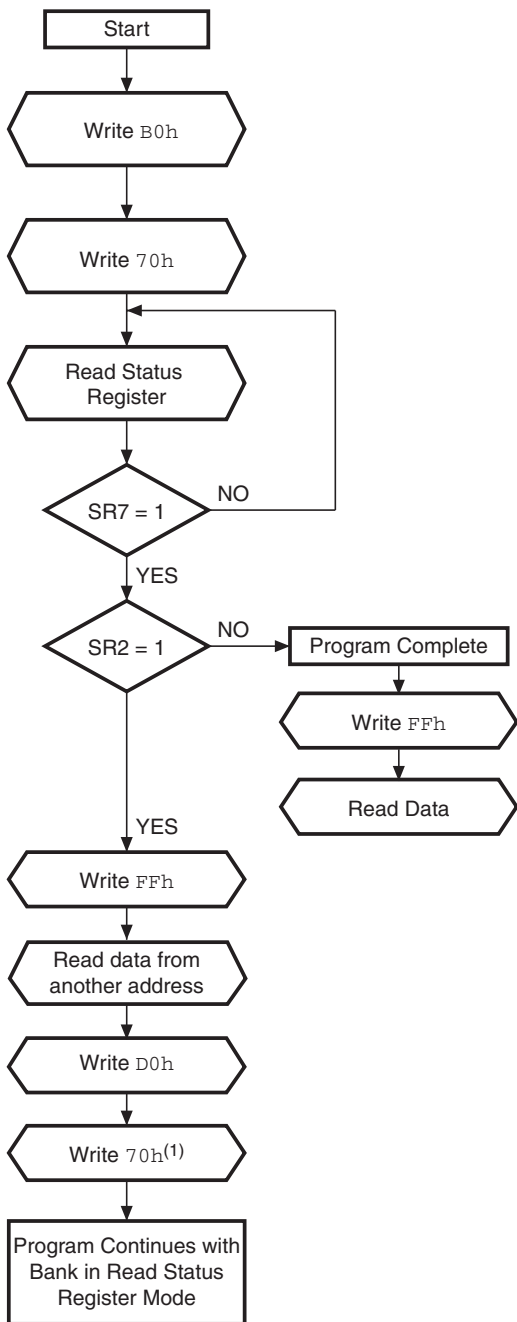 Start
Write B0h
Write 70h
Read Status
Register
SR7 = 1
NO
YES
SR2 = 1
NO
Program Complete
Write FFh
Read Data
YES
Write FFh
Read data from
another address
Write D0h
Write 70h(1)
Program Continues with
Bank in Read Status
Register Mode